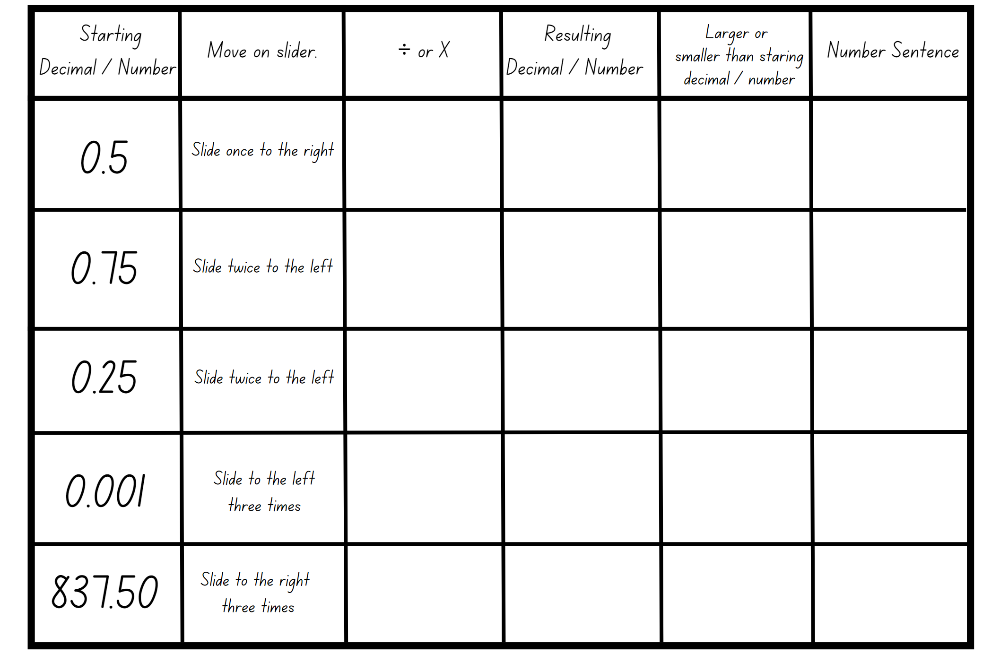 Starting
Decimal / Number
Move on slider.
÷ or X
Resulting
Decimal / Number
Larger or
smaller than staring
decimal / number
Number Sentence
0.5
Slide once to the right
0.75
Slide twice to the left
0.25
Slide twice to the left
0.001
Slide to the left
three times
837.50
Slide to the right
three times